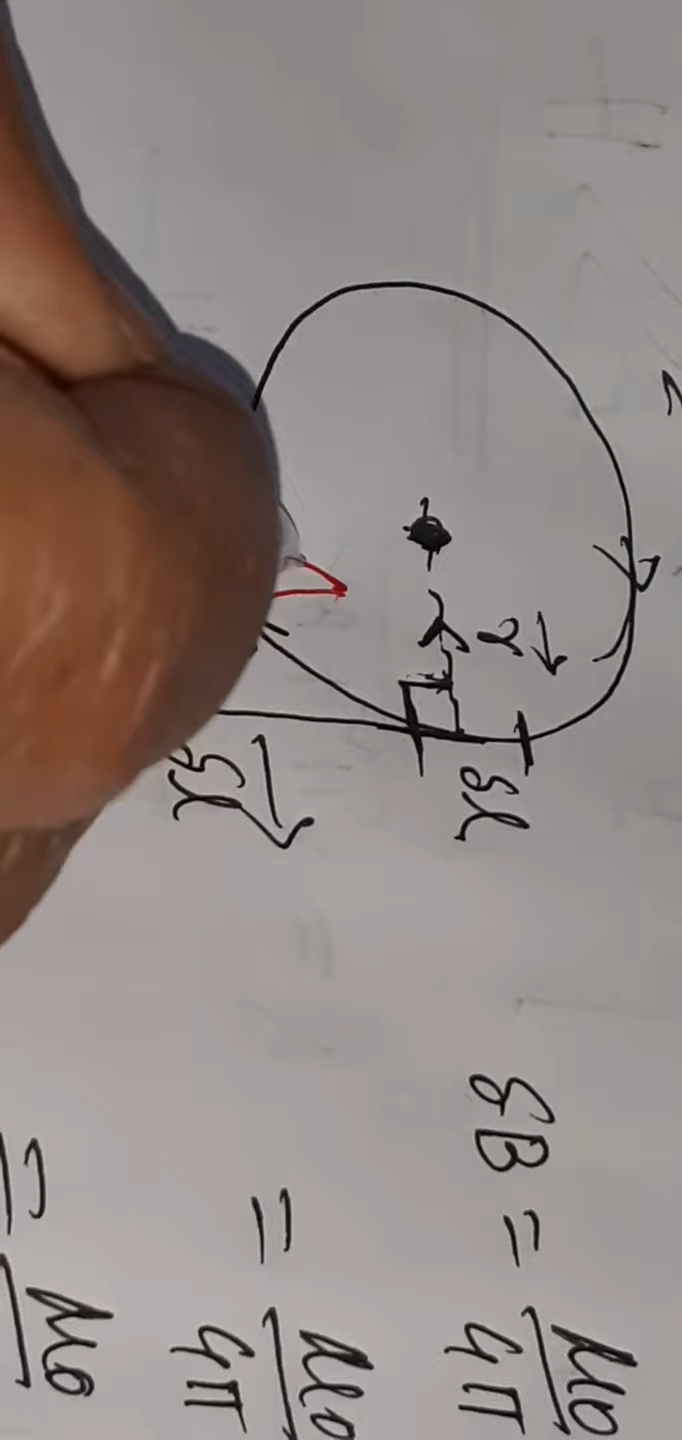 r
δl
δl
δB = μ0/4π
= μ0/4π
= μ0